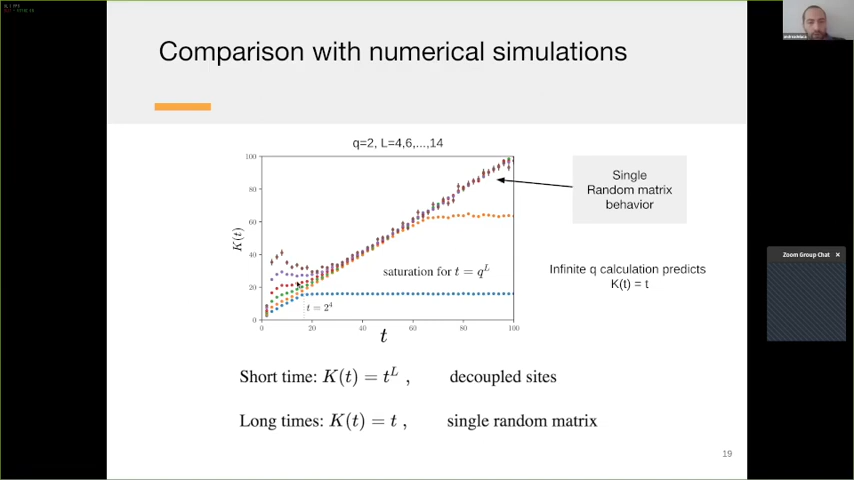 Comparison with numerical simulations
q=2, L=4,6,...,14
100
80
60
40
20
0
K(t)
saturation for t = q^L
t = 2^4
0
20
40
60
80
100
t
Single
Random matrix
behavior
Infinite q calculation predicts
K(t) = t
Zoom Group Chat ×
Short time: K(t) = t^L , decoupled sites
Long times: K(t) = t , single random matrix
19